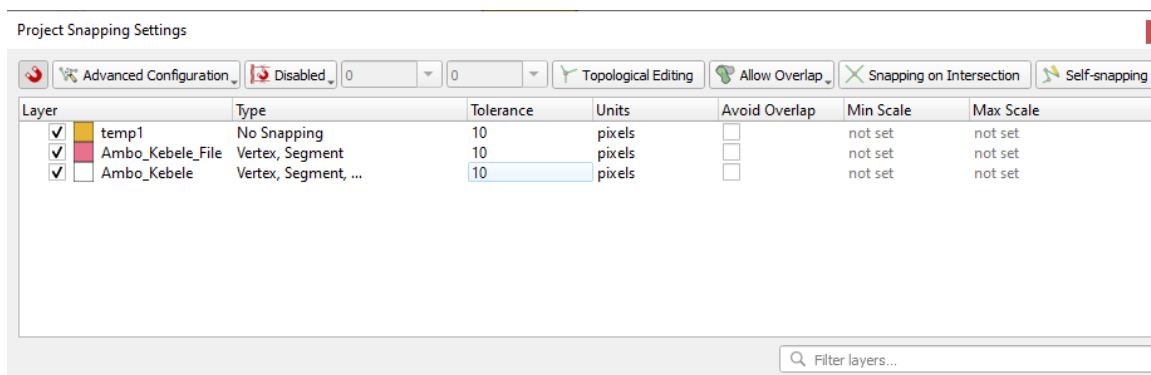 Project Snapping Settings
Advanced Configuration Disabled 0 0 Topological Editing Allow Overlap Snapping on Intersection Self-snapping
Layer Type Tolerance Units Avoid Overlap Min Scale Max Scale
temp1 No Snapping 10 pixels not set not set
Ambo_Kebele_File Vertex, Segment 10 pixels not set not set
Ambo_Kebele Vertex, Segment, ... 10 pixels not set not set
Filter layers...